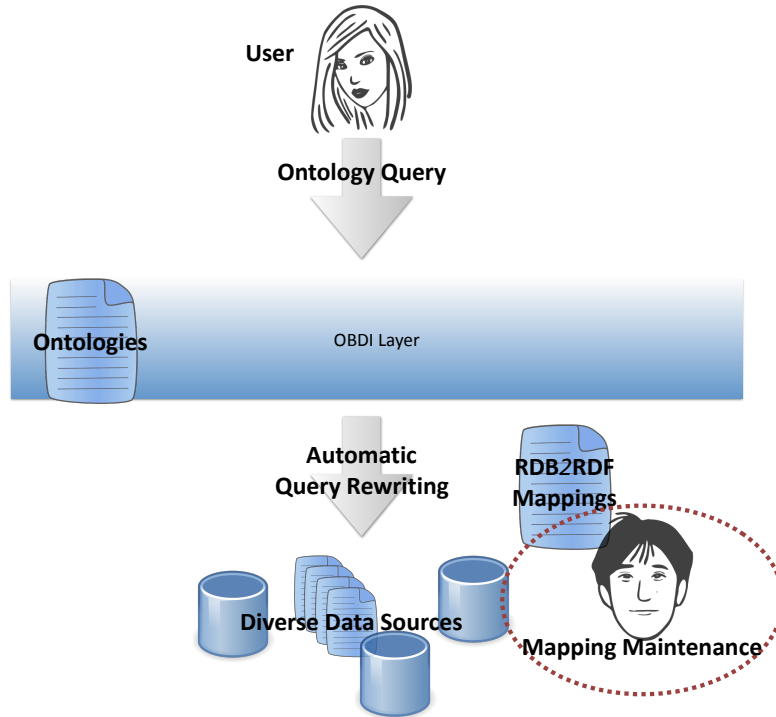 User
Ontology Query
Ontologies
OBDI Layer
Automatic
Query Rewriting
RDB2RDF
Mappings
Diverse Data Sources
Mapping Maintenance